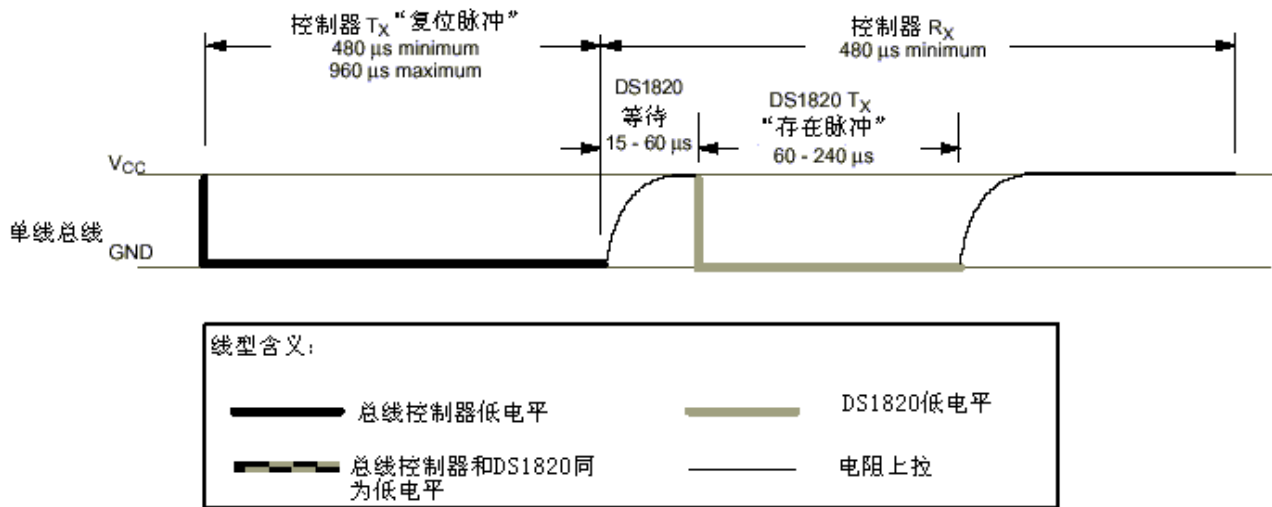 控制器 TX “复位脉冲”
480 μs minimum
960 μs maximum
控制器 RX
480 μs minimum
DS1820
等待
15 - 60 μs
DS1820 TX
“存在脉冲”
60 - 240 μs
VCC
单线总线
GND
线型含义:
总线控制器低电平
DS1820低电平
总线控制器和DS1820同
为低电平
电阻上拉